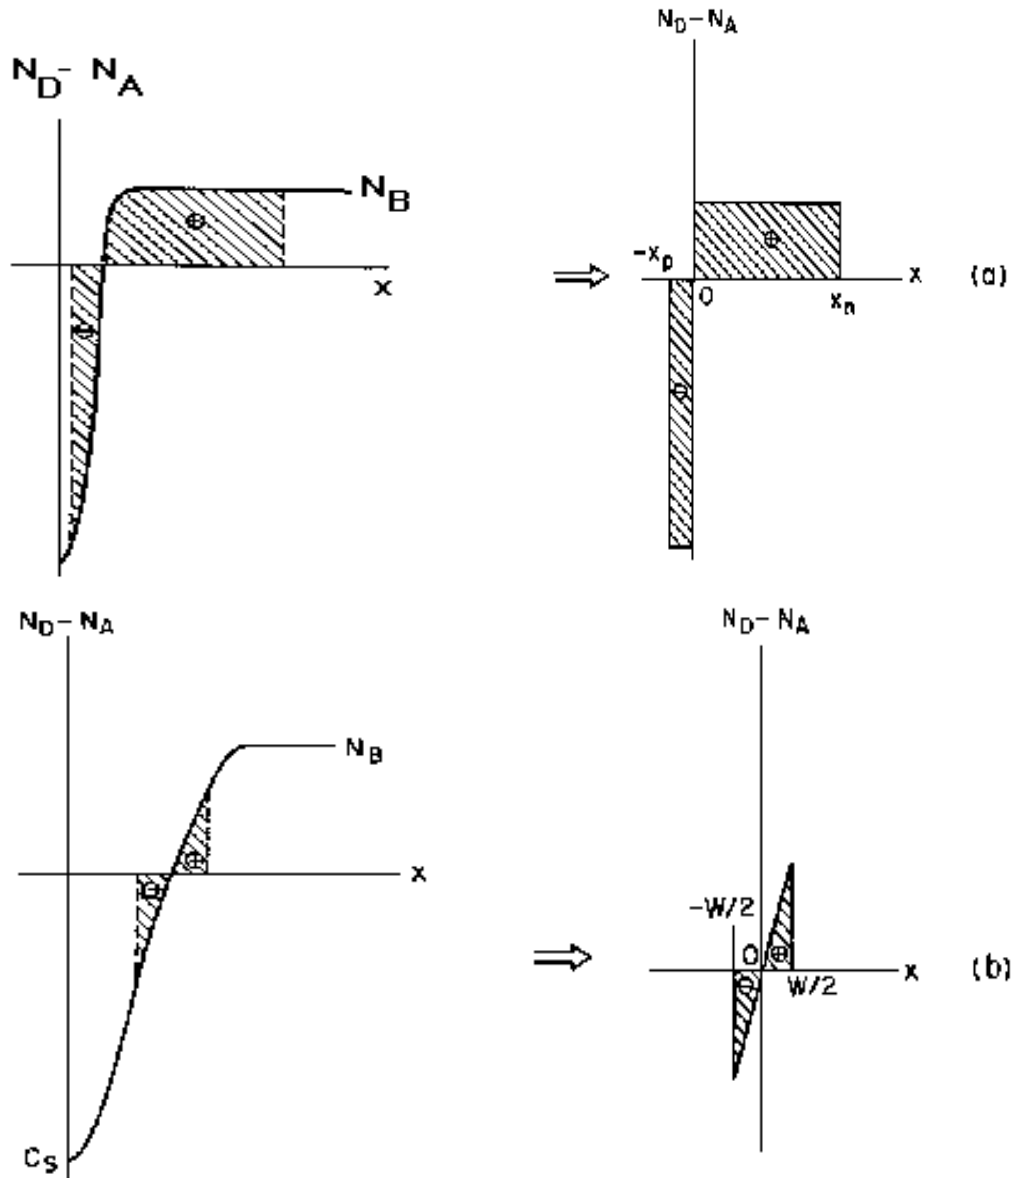 N_D - N_A
N_B
⊕
x
⊖
⇒
N_D - N_A
-x_p
⊕
0
x_n
x
(a)
⊖
N_D - N_A
N_B
⊕
⊖
x
C_S
⇒
N_D - N_A
-W/2
0
⊕
⊖
W/2
x
(b)